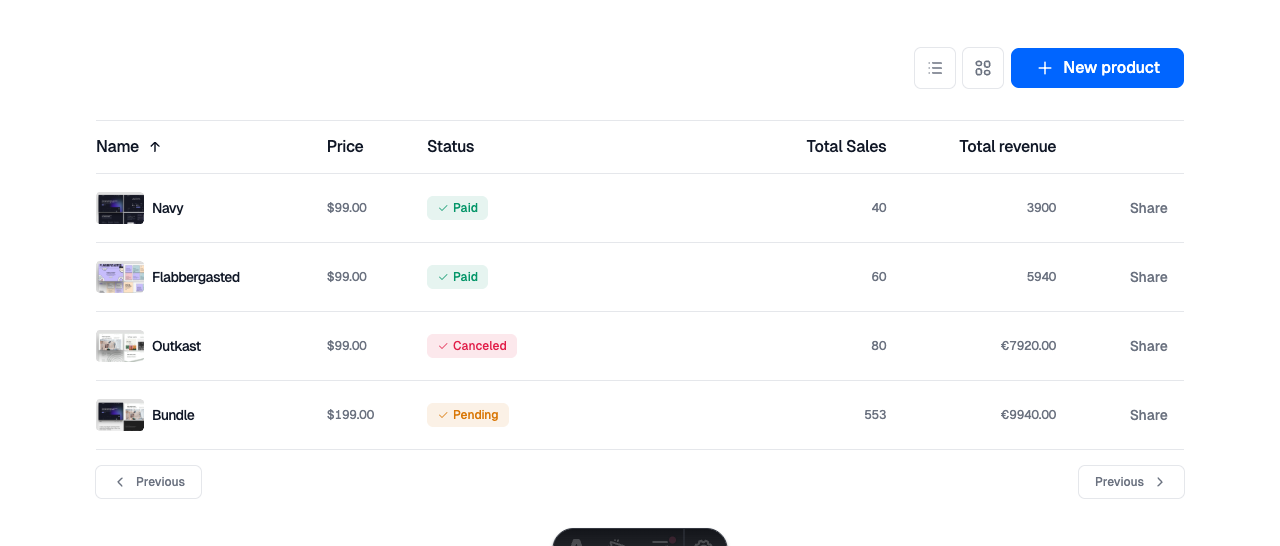 New product
Name Price Status Total Sales Total revenue
Navy $99.00 Paid 40 3900 Share
Flabbergasted $99.00 Paid 60 5940 Share
Outkast $99.00 Canceled 80 €7920.00 Share
Bundle $199.00 Pending 553 €9940.00 Share
Previous Previous